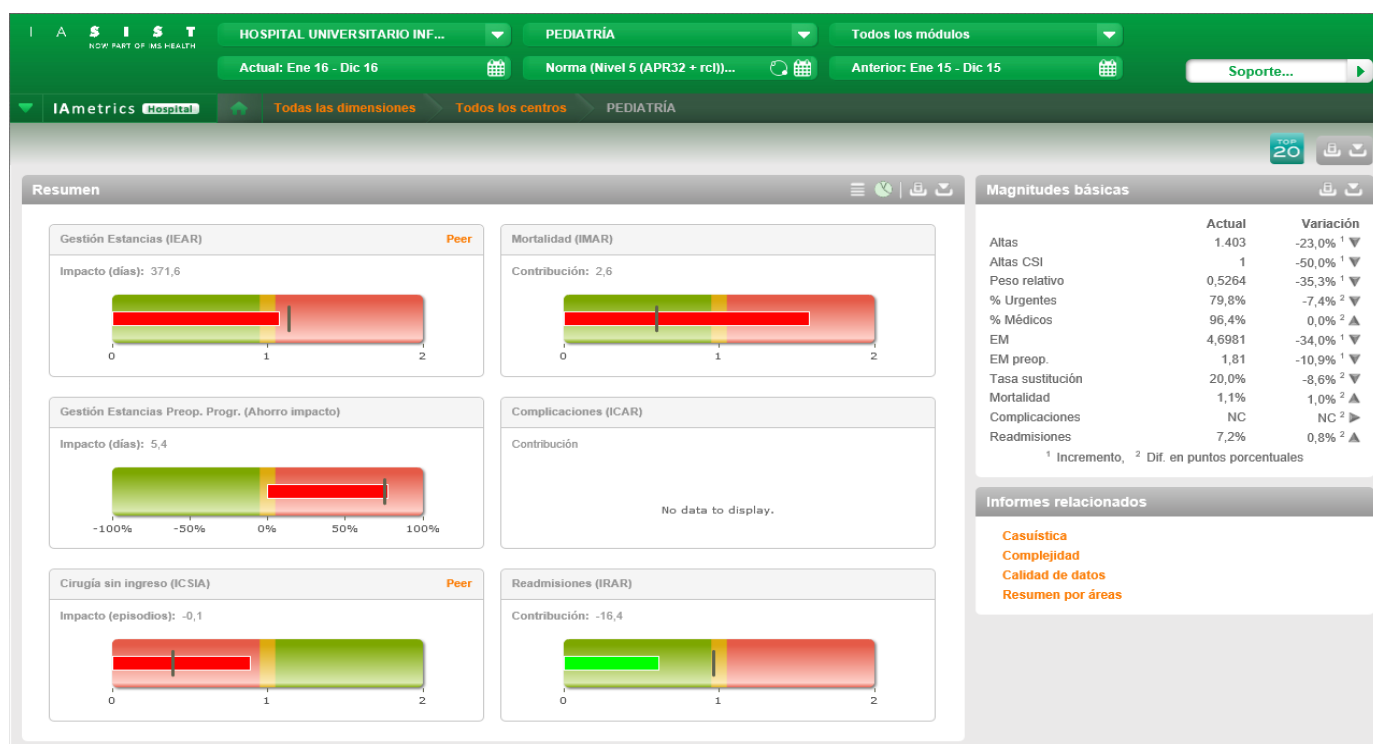 I A S I S T
NOW PART OF IMS HEALTH
HOSPITAL UNIVERSITARIO INF...
PEDIATRÍA
Todos los módulos
Actual: Ene 16 - Dic 16
Norma (Nivel 5 (APR32 + rcl))...
Anterior: Ene 15 - Dic 15
Soporte...
IAmetrics Hospital
Todas las dimensiones
Todos los centros
PEDIATRÍA
TOP 20
Resumen
Gestión Estancias (IEAR) Peer
Impacto (días): 371,6
0 1 2
Mortalidad (IMAR)
Contribución: 2,6
0 1 2
Gestión Estancias Preop. Progr. (Ahorro impacto)
Impacto (días): 5,4
-100% -50% 0% 50% 100%
Complicaciones (ICAR)
Contribución
No data to display.
Cirugía sin ingreso (ICSIA) Peer
Impacto (episodios): -0,1
0 1 2
Readmisiones (IRAR)
Contribución: -16,4
0 1 2
Magnitudes básicas
Actual Variación
Altas 1.403 -23,0% ¹ ▼
Altas CSI 1 -50,0% ¹ ▼
Peso relativo 0,5264 -35,3% ¹ ▼
% Urgentes 79,8% -7,4% ² ▼
% Médicos 96,4% 0,0% ² ▲
EM 4,6981 -34,0% ¹ ▼
EM preop. 1,81 -10,9% ¹ ▼
Tasa sustitución 20,0% -8,6% ² ▼
Mortalidad 1,1% 1,0% ² ▲
Complicaciones NC NC ² ▶
Readmisiones 7,2% 0,8% ² ▲
¹ Incremento, ² Dif. en puntos porcentuales
Informes relacionados
Casuística
Complejidad
Calidad de datos
Resumen por áreas